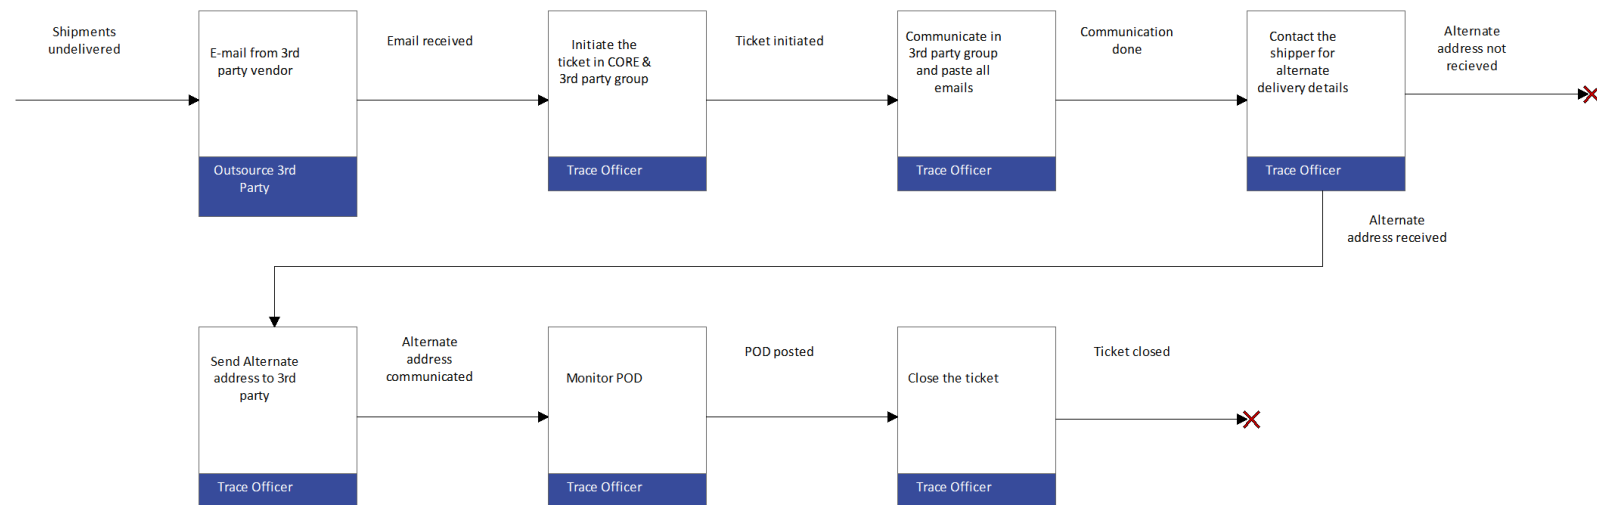 Shipments
undelivered
E-mail from 3rd
party vendor
Outsource 3rd
Party
Email received
Initiate the
ticket in CORE &
3rd party group
Trace Officer
Ticket initiated
Communicate in
3rd party group
and paste all
emails
Trace Officer
Communication
done
Contact the
shipper for
alternate
delivery details
Trace Officer
Alternate
address not
recieved
Alternate
address received
Send Alternate
address to 3rd
party
Trace Officer
Alternate
address
communicated
Monitor POD
Trace Officer
POD posted
Close the ticket
Trace Officer
Ticket closed